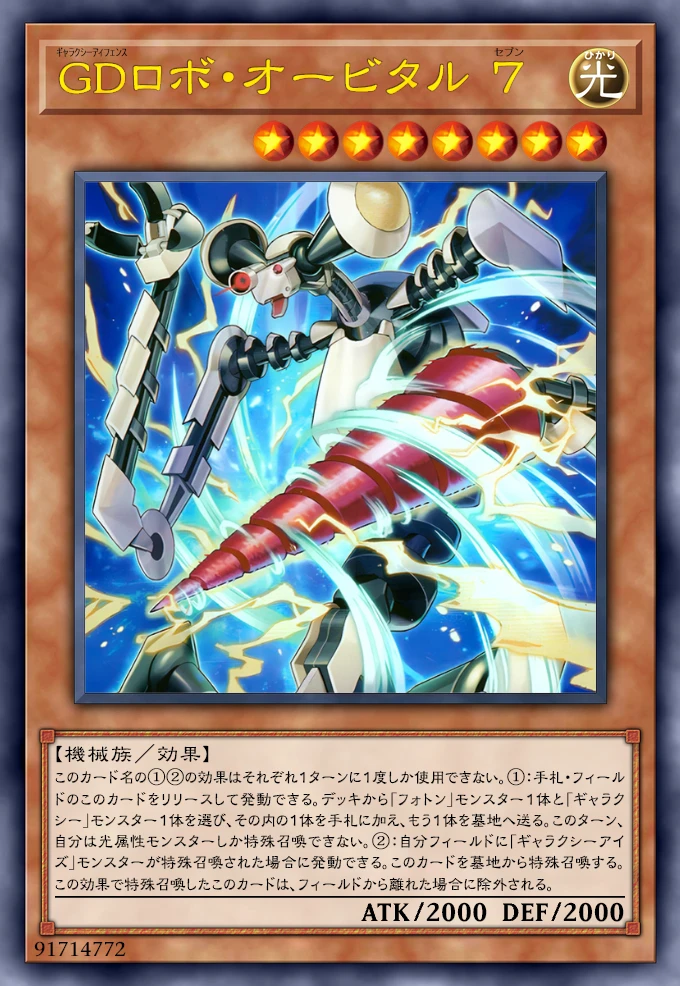 ギャラクシーディフェンス セブン
GDロボ・オービタル 7
ひかり
光
【機械族／効果】
このカード名の①②の効果はそれぞれ1ターンに1度しか使用できない。①：手札・フィール
ドのこのカードをリリースして発動できる。デッキから「フォトン」モンスター1体と「ギャラク
シー」モンスター1体を選び、その内の1体を手札に加え、もう1体を墓地へ送る。このターン、
自分は光属性モンスターしか特殊召喚できない。②：自分フィールドに「ギャラクシーアイ
ズ」モンスターが特殊召喚された場合に発動できる。このカードを墓地から特殊召喚する。
この効果で特殊召喚したこのカードは、フィールドから離れた場合に除外される。
ATK/2000 DEF/2000
91714772